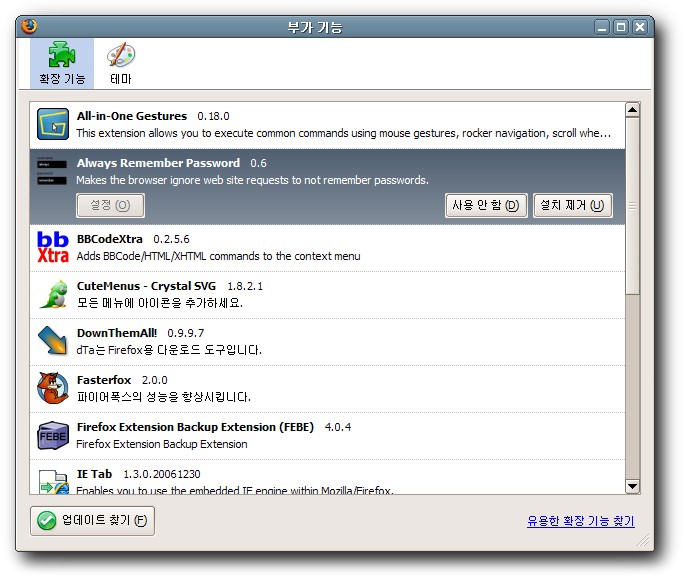 부가 기능
확장 기능
테마
All-in-One Gestures 0.18.0
This extension allows you to execute common commands using mouse gestures, rocker navigation, scroll whe...
Always Remember Password 0.6
Makes the browser ignore web site requests to not remember passwords.
설정 (O)
사용 안 함 (D)
설치 제거 (U)
bb
Xtra
BBCodeXtra 0.2.5.6
Adds BBCode/HTML/XHTML commands to the context menu
CuteMenus - Crystal SVG 1.8.2.1
모든 메뉴에 아이콘을 추가하세요.
DownThemAll! 0.9.9.7
dTa는 Firefox용 다운로드 도구입니다.
Fasterfox 2.0.0
파이어폭스의 성능을 향상시킵니다.
FEBE
Firefox Extension Backup Extension (FEBE) 4.0.4
Firefox Extension Backup Extension
IE Tab 1.3.0.20061230
Enables you to use the embedded IE engine within Mozilla/Firefox.
업데이트 찾기 (F)
유용한 확장 기능 찾기